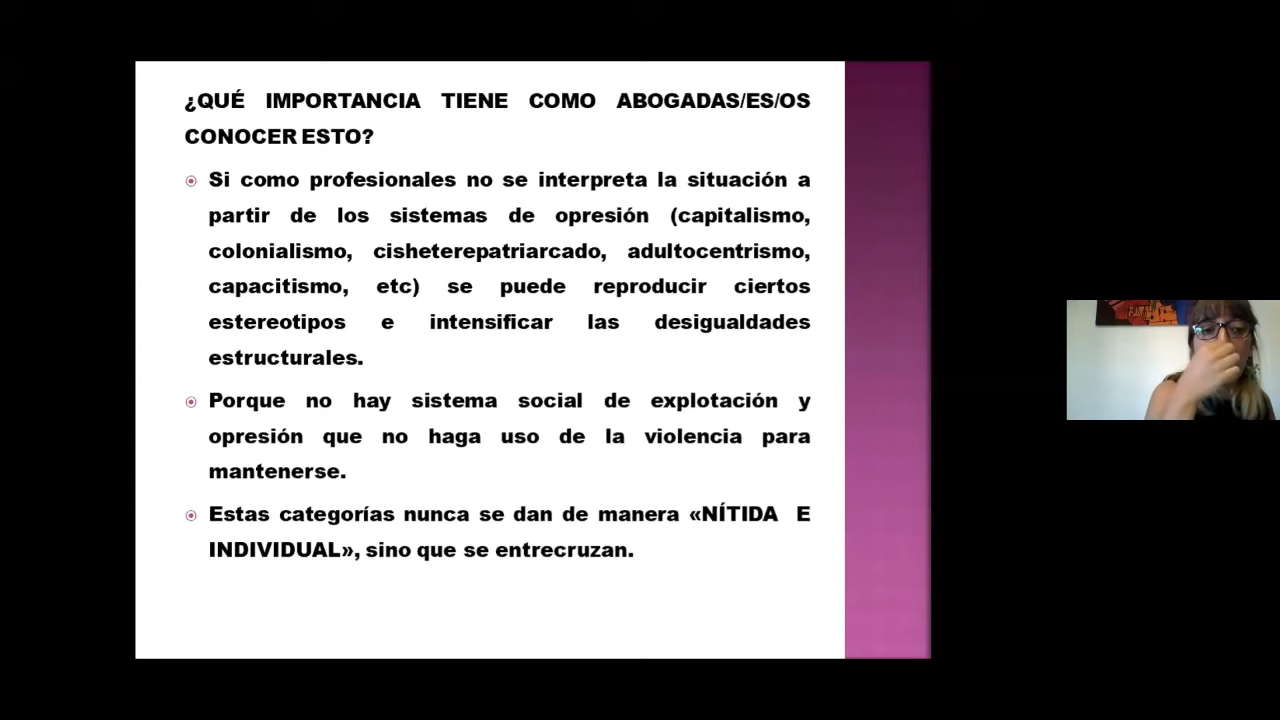 ¿QUÉ IMPORTANCIA TIENE COMO ABOGADAS/ES/OS
CONOCER ESTO?
Si como profesionales no se interpreta la situación a
partir de los sistemas de opresión (capitalismo,
colonialismo, cisheterepatriarcado, adultocentrismo,
capacitismo, etc) se puede reproducir ciertos
estereotipos e intensificar las desigualdades
estructurales.
Porque no hay sistema social de explotación y
opresión que no haga uso de la violencia para
mantenerse.
Estas categorías nunca se dan de manera «NÍTIDA E
INDIVIDUAL», sino que se entrecruzan.